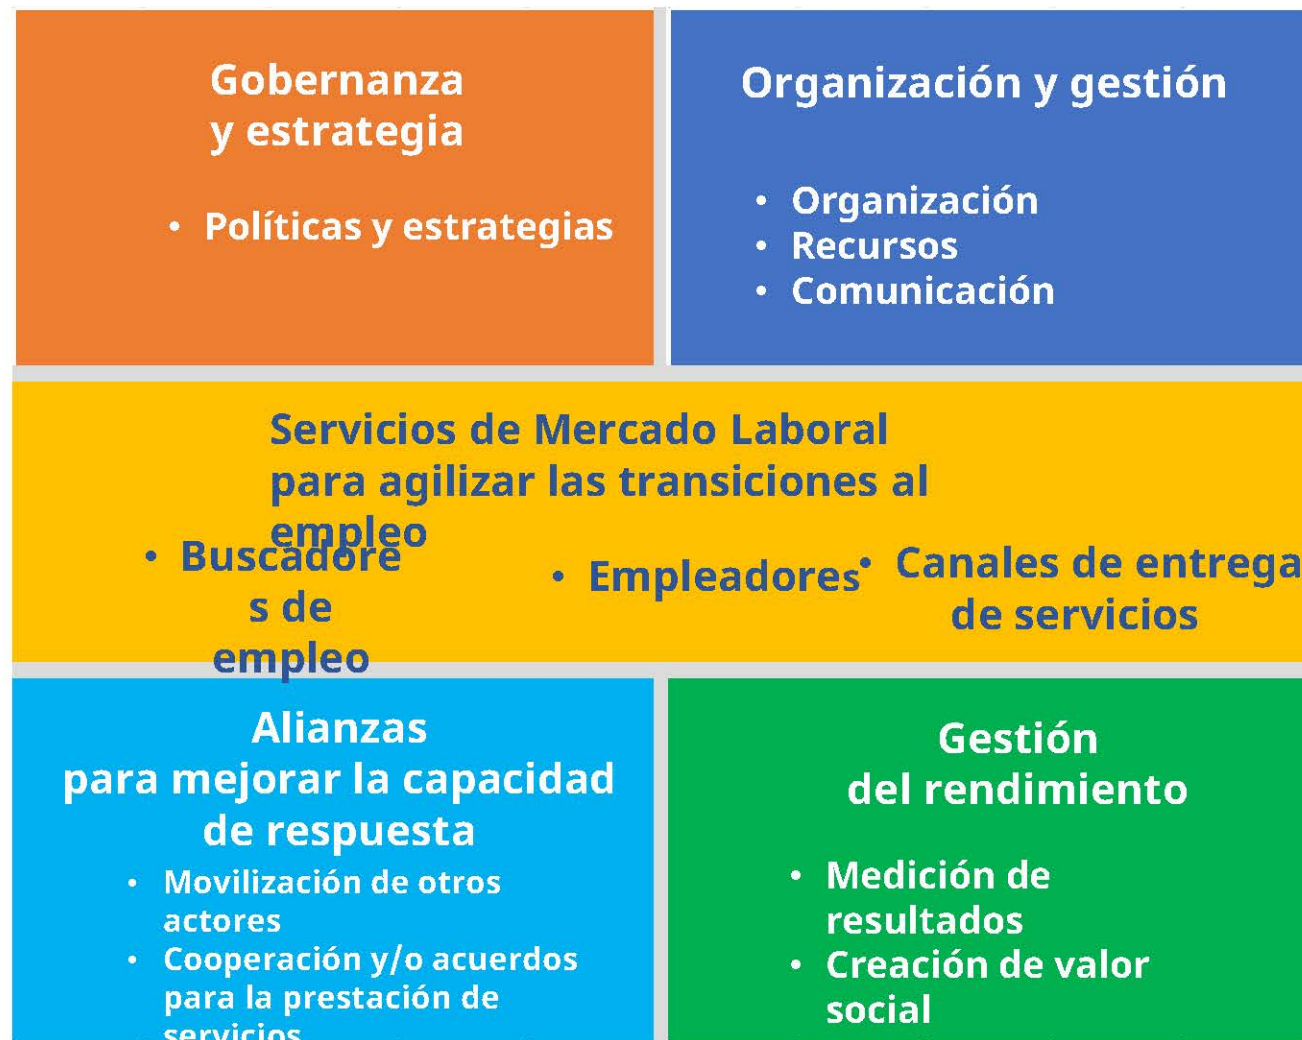 Gobernanza
y estrategia
• Políticas y estrategias
Organización y gestión
• Organización
• Recursos
• Comunicación
Servicios de Mercado Laboral
para agilizar las transiciones al
empleo
• Buscadore
s de
empleo
• Empleadores
• Canales de entrega
de servicios
Alianzas
para mejorar la capacidad
de respuesta
• Movilización de otros
actores
• Cooperación y/o acuerdos
para la prestación de
servicios
Gestión
del rendimiento
• Medición de
resultados
• Creación de valor
social